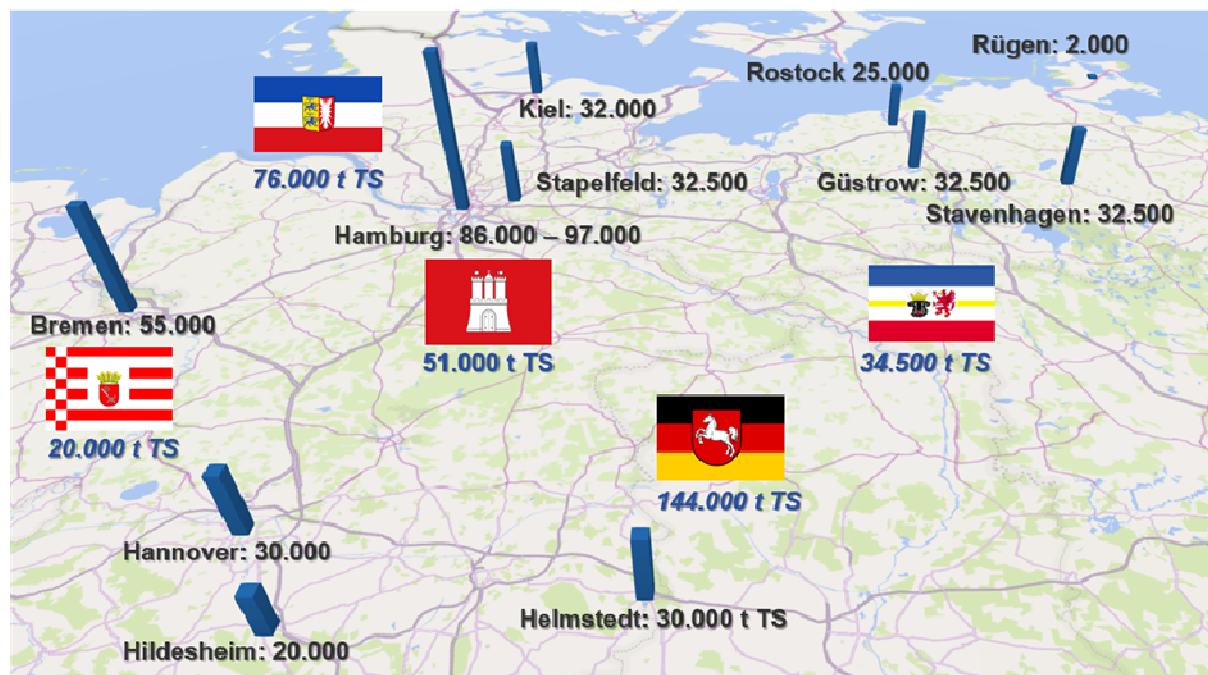 Rügen: 2.000
Rostock 25.000
Kiel: 32.000
76.000 t TS
Stapelfeld: 32.500
Güstrow: 32.500
Stavenhagen: 32.500
Hamburg: 86.000 – 97.000
Bremen: 55.000
51.000 t TS
34.500 t TS
20.000 t TS
144.000 t TS
Hannover: 30.000
Helmstedt: 30.000 t TS
Hildesheim: 20.000